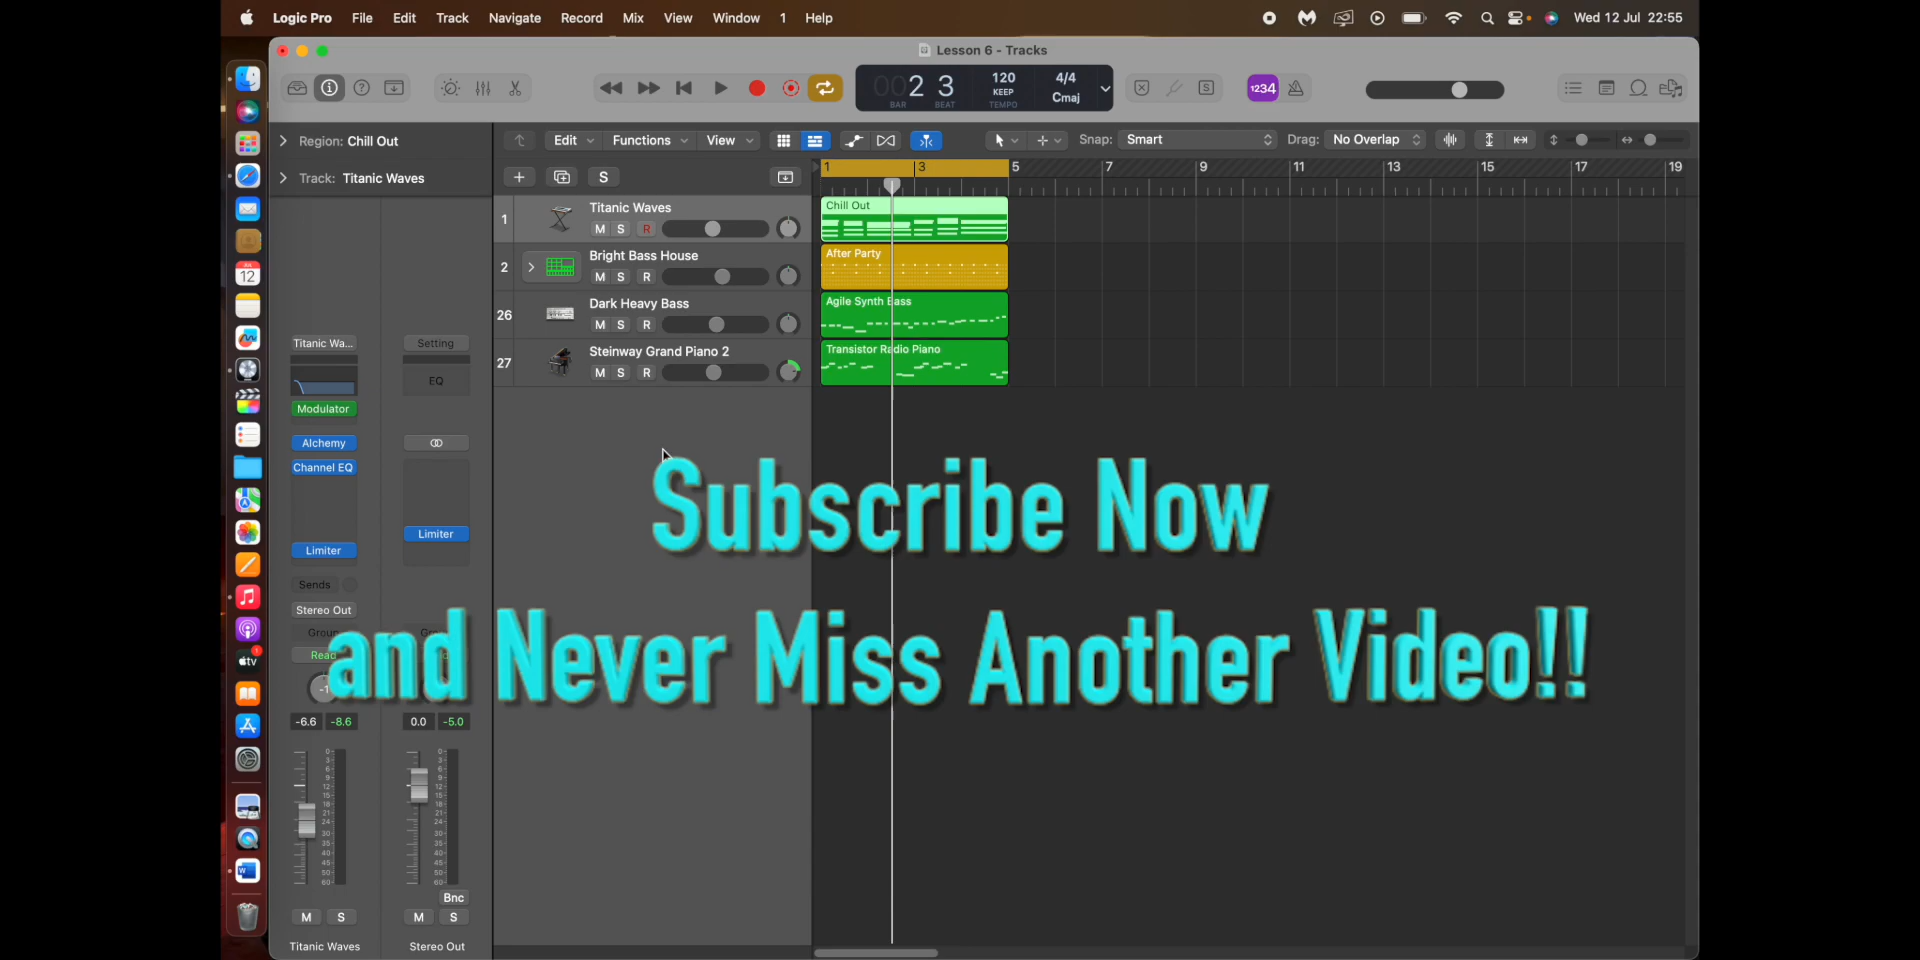 Logic Pro File Edit Track Navigate Record Mix View Window 1 Help Wed 12 Jul 22:55
Lesson 6 - Tracks
002 3 120 4/4
KEEP Cmaj
BAR BEAT TEMPO
1234
Region: Chill Out
Track: Titanic Waves
Edit Functions View Snap: Smart Drag: No Overlap
S
1 3 5 7 9 11 13 15 17 19
1 Titanic Waves
M S R
Chill Out
2 Bright Bass House
M S R
After Party
26 Dark Heavy Bass
M S R
Agile Synth Bass
27 Steinway Grand Piano 2
M S R
Transistor Radio Piano
Titanic Wa... Setting
EQ
Modulator
Alchemy
Channel EQ
Limiter
Limiter
Sends
Stereo Out
Group
Read
Subscribe Now
and Never Miss Another Video!!
-6.6 -8.6 0.0 -5.0
Bnc
M S M S
Titanic Waves Stereo Out